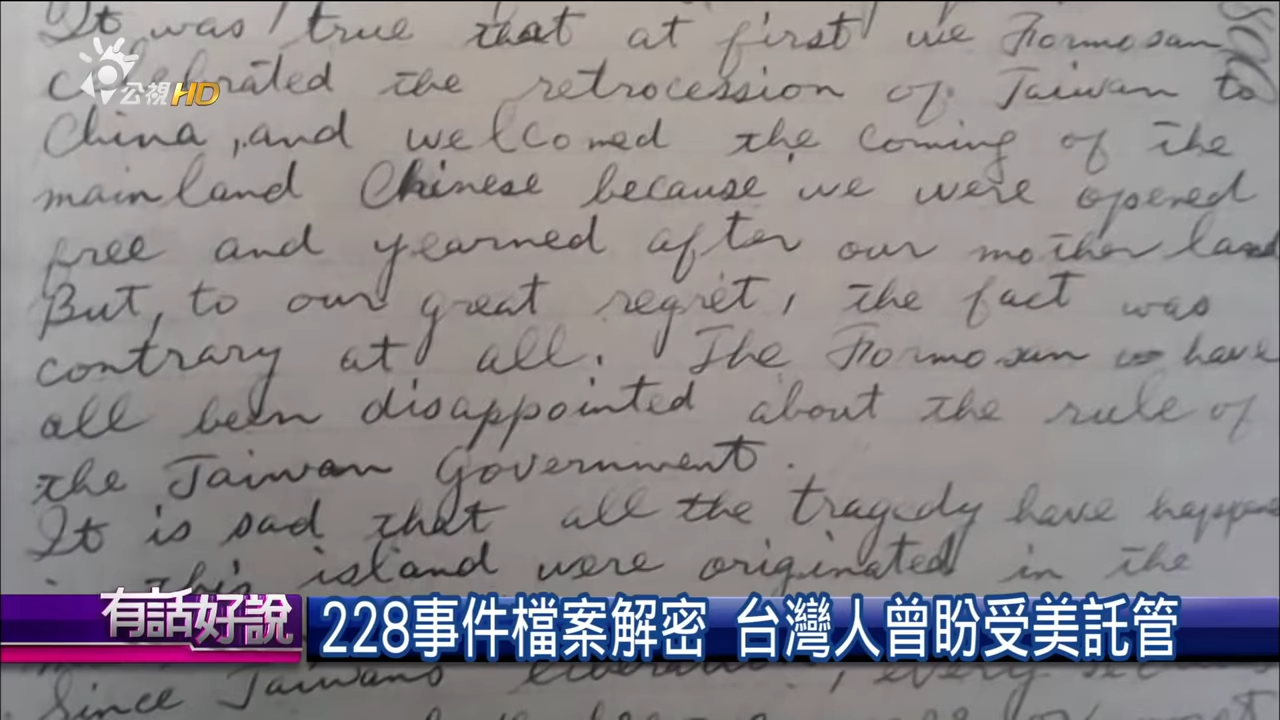 It was true that at first we Formosan
celebrated the retrocession of Taiwan to
公視HD
China, and welcomed the coming of the
mainland Chinese because we were opened
free and yearned after our mother land
But, to our great regret, the fact was
contrary at all. The Formosan have
all been disappointed about the rule of
the Taiwan Government.
It is sad that all the tragedy have happene
this island were originated in the
有話好說
228事件檔案解密 台灣人曾盼受美託管
Since Taiwans every